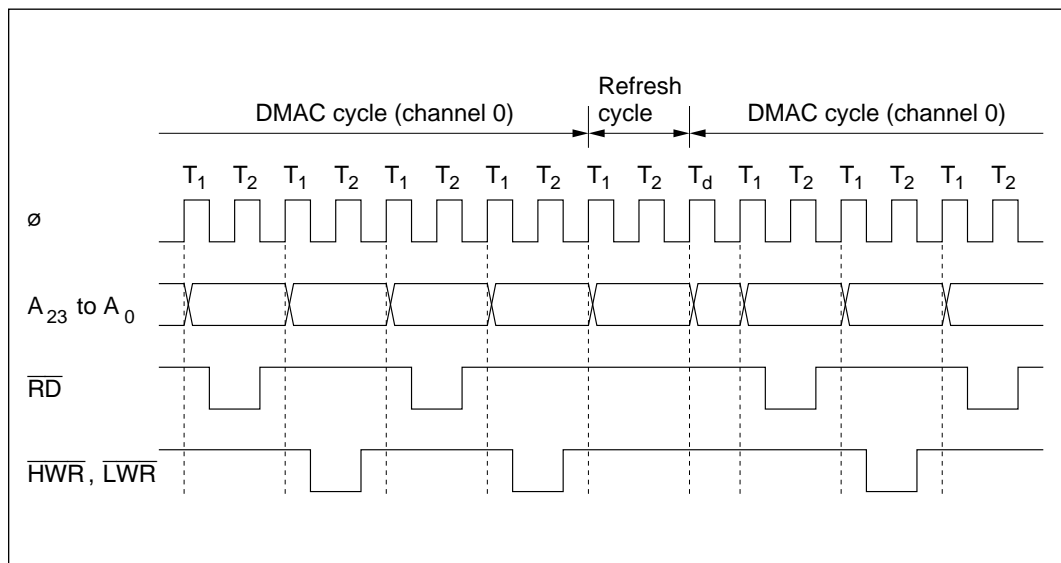 Refresh
DMAC cycle (channel 0) cycle DMAC cycle (channel 0)
T1 T2 T1 T2 T1 T2 T1 T2 T1 T2 Td T1 T2 T1 T2 T1 T2
ø
A23 to A0
RD
HWR, LWR